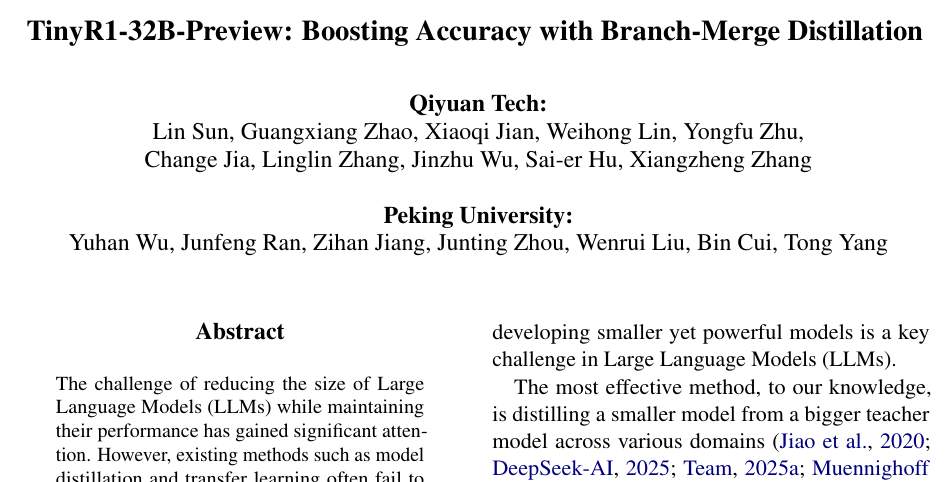 TinyR1-32B-Preview: Boosting Accuracy with Branch-Merge Distillation
Qiyuan Tech:
Lin Sun, Guangxiang Zhao, Xiaoqi Jian, Weihong Lin, Yongfu Zhu,
Change Jia, Linglin Zhang, Jinzhu Wu, Sai-er Hu, Xiangzheng Zhang
Peking University:
Yuhan Wu, Junfeng Ran, Zihan Jiang, Junting Zhou, Wenrui Liu, Bin Cui, Tong Yang
Abstract
The challenge of reducing the size of Large
Language Models (LLMs) while maintaining
their performance has gained significant atten-
tion. However, existing methods such as model
distillation and transfer learning often fail to
developing smaller yet powerful models is a key
challenge in Large Language Models (LLMs).
The most effective method, to our knowledge,
is distilling a smaller model from a bigger teacher
model across various domains (Jiao et al., 2020;
DeepSeek-AI, 2025; Team, 2025a; Muennighoff